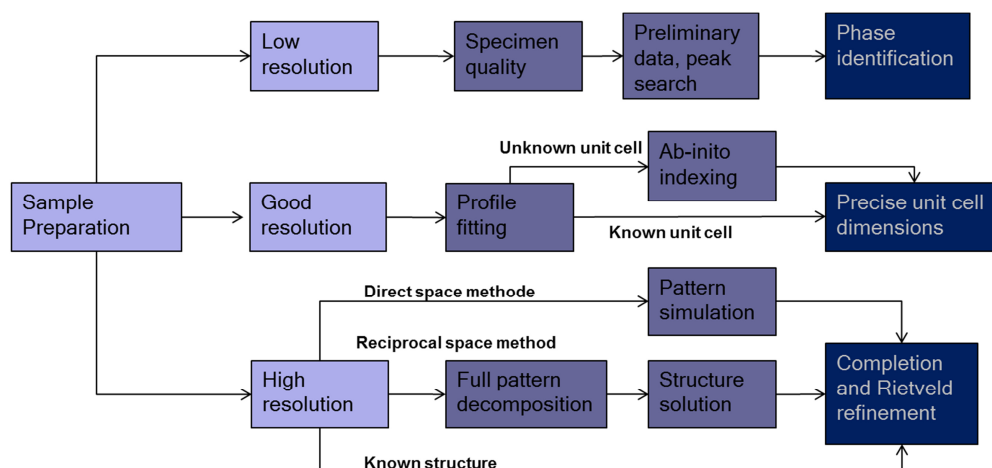 Low
resolution
Specimen
quality
Preliminary
data, peak
search
Phase
identification
Unknown unit cell
Ab-inito
indexing
Sample
Preparation
Good
resolution
Profile
fitting
Known unit cell
Precise unit cell
dimensions
Direct space methode
Pattern
simulation
Reciprocal space method
High
resolution
Full pattern
decomposition
Structure
solution
Completion
and Rietveld
refinement
Known structure